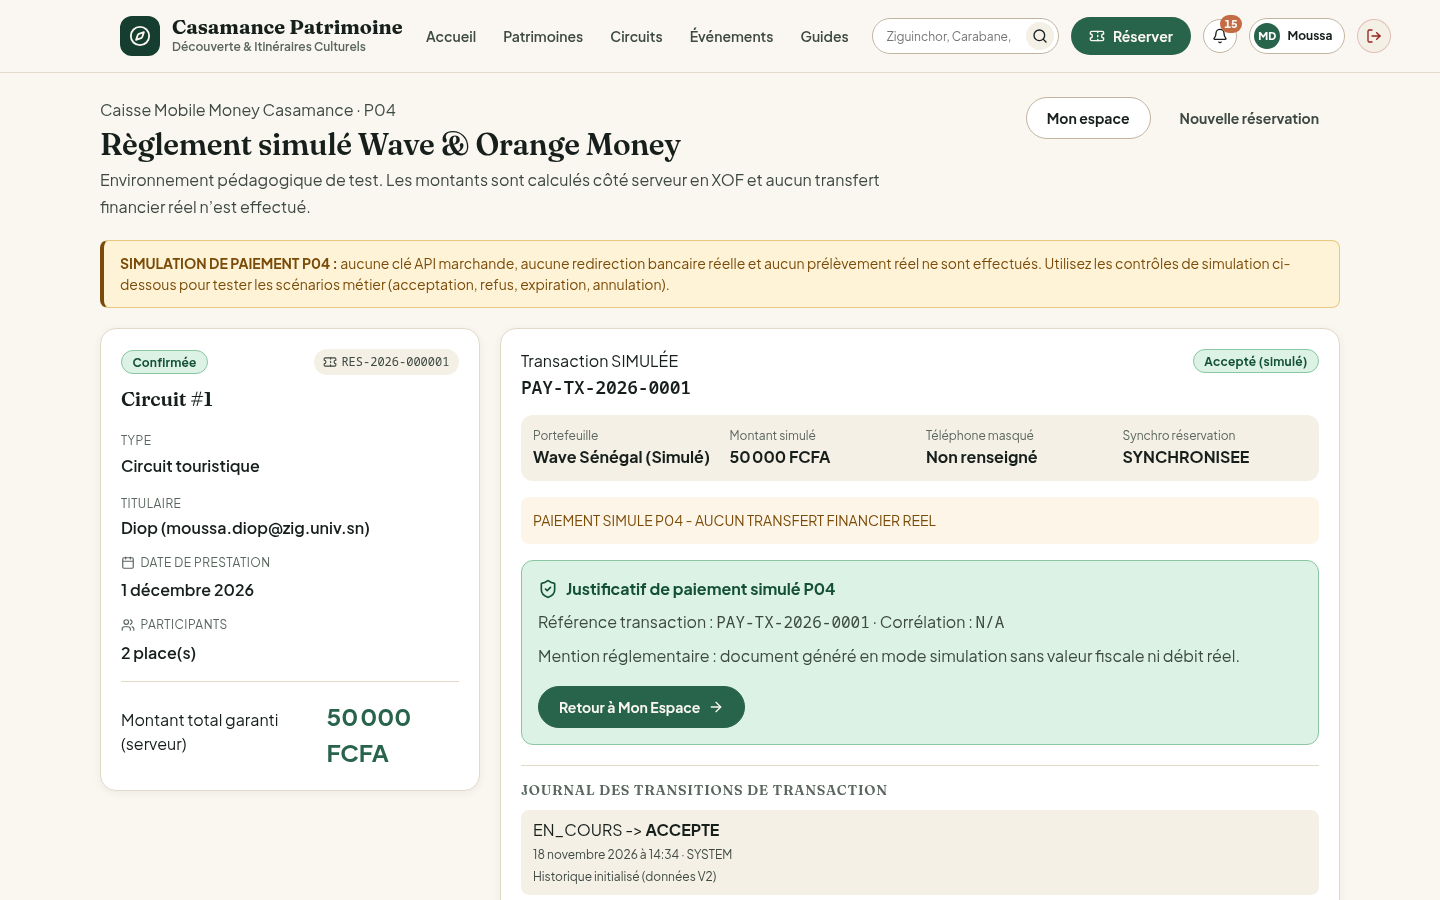 Casamance Patrimoine
Découverte & Itinéraires Culturels
Accueil
Patrimoines
Circuits
Événements
Guides
Ziguinchor, Carabane,
Réserver
15
MD
Moussa
Caisse Mobile Money Casamance · P04
Règlement simulé Wave & Orange Money
Environnement pédagogique de test. Les montants sont calculés côté serveur en XOF et aucun transfert
financier réel n’est effectué.
Mon espace
Nouvelle réservation
SIMULATION DE PAIEMENT P04 : aucune clé API marchande, aucune redirection bancaire réelle et aucun prélèvement réel ne sont effectués. Utilisez les contrôles de simulation ci-
dessous pour tester les scénarios métier (acceptation, refus, expiration, annulation).
Confirmée
RES-2026-000001
Circuit #1
TYPE
Circuit touristique
TITULAIRE
Diop (moussa.diop@zig.univ.sn)
DATE DE PRESTATION
1 décembre 2026
PARTICIPANTS
2 place(s)
Montant total garanti
(serveur)
50 000
FCFA
Transaction SIMULÉE
PAY-TX-2026-0001
Accepté (simulé)
Portefeuille
Wave Sénégal (Simulé)
Montant simulé
50 000 FCFA
Téléphone masqué
Non renseigné
Synchro réservation
SYNCHRONISEE
PAIEMENT SIMULE P04 - AUCUN TRANSFERT FINANCIER REEL
Justificatif de paiement simulé P04
Référence transaction : PAY-TX-2026-0001 · Corrélation : N/A
Mention réglementaire : document généré en mode simulation sans valeur fiscale ni débit réel.
Retour à Mon Espace
JOURNAL DES TRANSITIONS DE TRANSACTION
EN_COURS -> ACCEPTE
18 novembre 2026 à 14:34 · SYSTEM
Historique initialisé (données V2)